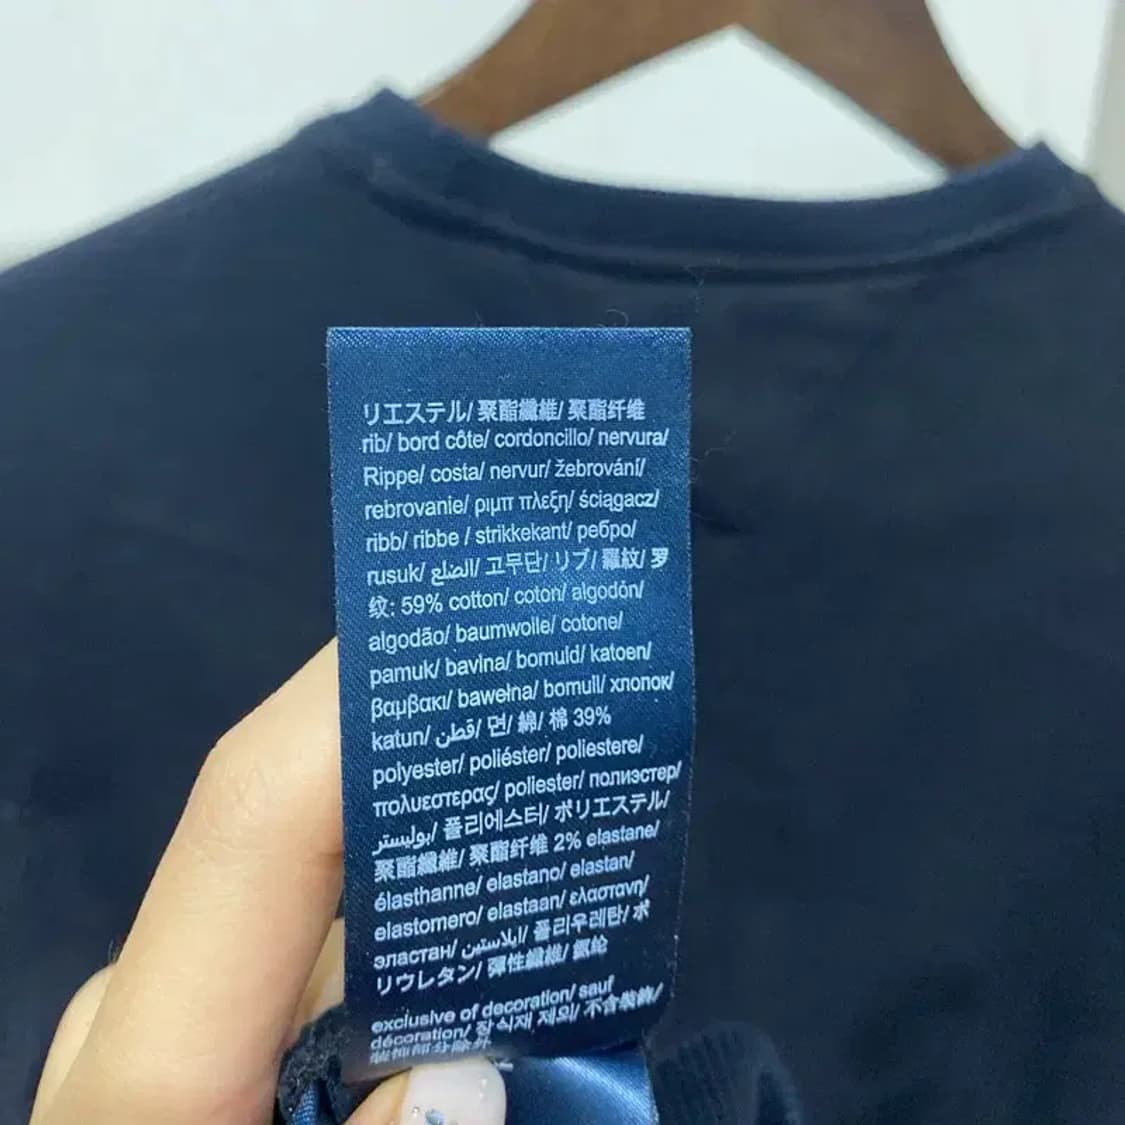 リエステル/ 聚酯纖維/ 聚酯纤维
rib/ bord côte/ cordoncillo/ nervura/
Rippe/ costa/ nervur/ žebrování/
rebrovanie/ ριμπ πλεξη/ ściągacz/
ribb/ ribbe / strikkekant/ ребро/
rusuk/ الضلع/ 고무단/ リブ/ 羅紋/ 罗
纹: 59% cotton/ coton/ algodón/
algodão/ baumwolle/ cotone/
pamuk/ bavlna/ bomuld/ katoen/
βαμβακι/ bawełna/ bomull/ хлопок/
katun/ قطن/ 면/ 綿/ 棉 39%
polyester/ poliéster/ poliestere/
πολυεστερας/ poliester/ полиэстер/
بوليستر/ 폴리에스터/ ポリエステル/
聚酯纖維/ 聚酯纤维 2% elastane/
élasthanne/ elastano/ elastan/
elastomero/ elastaan/ ελαστανη/
эластан/ ايلاستين/ 폴리우레탄/ ポ
リウレタン/ 彈性纖維/ 氨纶
exclusive of decoration/ sauf
décoration/ 장식재 제외/ 不含裝飾/
装饰部分除外